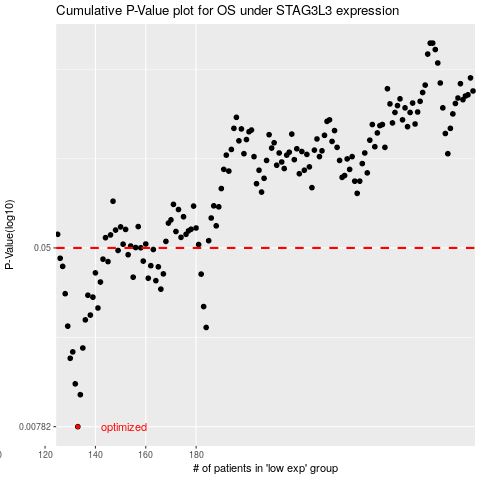 Cumulative P-Value plot for OS under STAG3L3 expression
P-Value(log10)
0.05
0.00782
optimized
0 120 140 160 180
# of patients in 'low exp' group